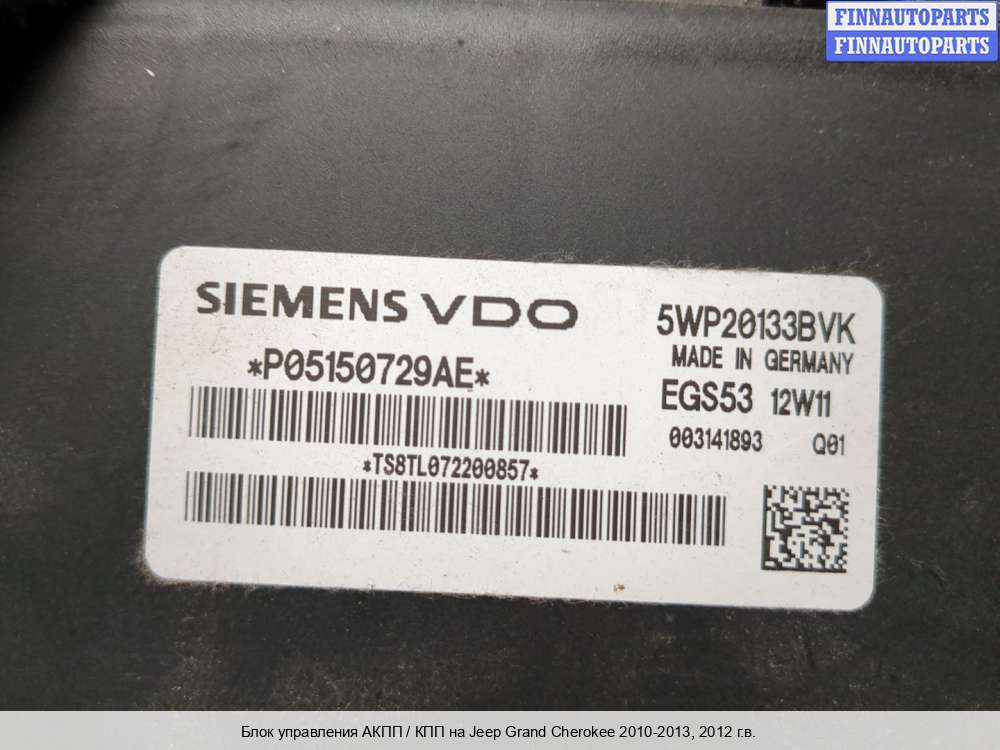 FINNAUTOPARTS
FINNAUTOPARTS
SIEMENS VDO
5WP20133BVK
*P05150729AE*
MADE IN GERMANY
EGS53 12W11
003141893 Q01
*TS8TL072200857*
Блок управления АКПП / КПП на Jeep Grand Cherokee 2010-2013, 2012 г.в.